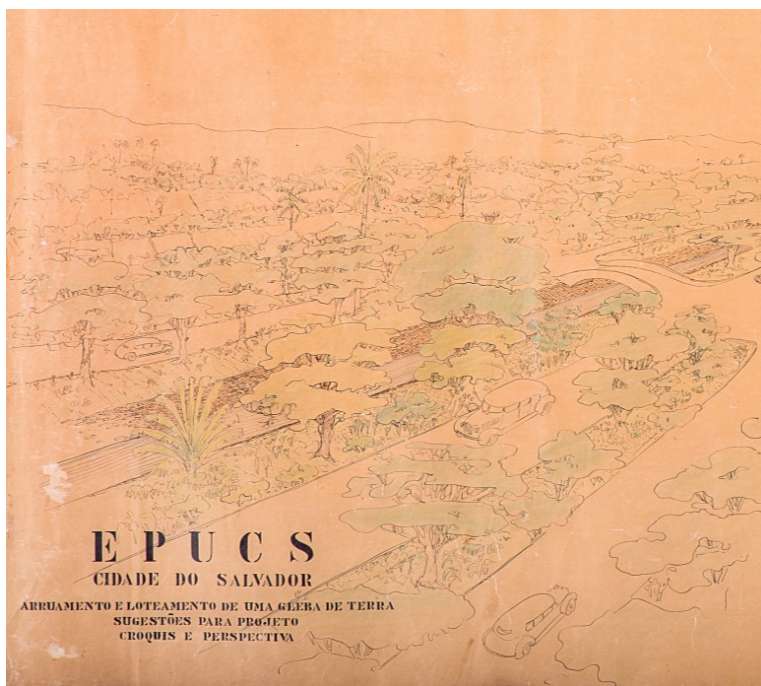 EPUCS
CIDADE DO SALVADOR
ARRUAMENTO E LOTEAMENTO DE UMA GLEBA DE TERRA
SUGESTÕES PARA PROJETO
CROQUIS E PERSPECTIVA